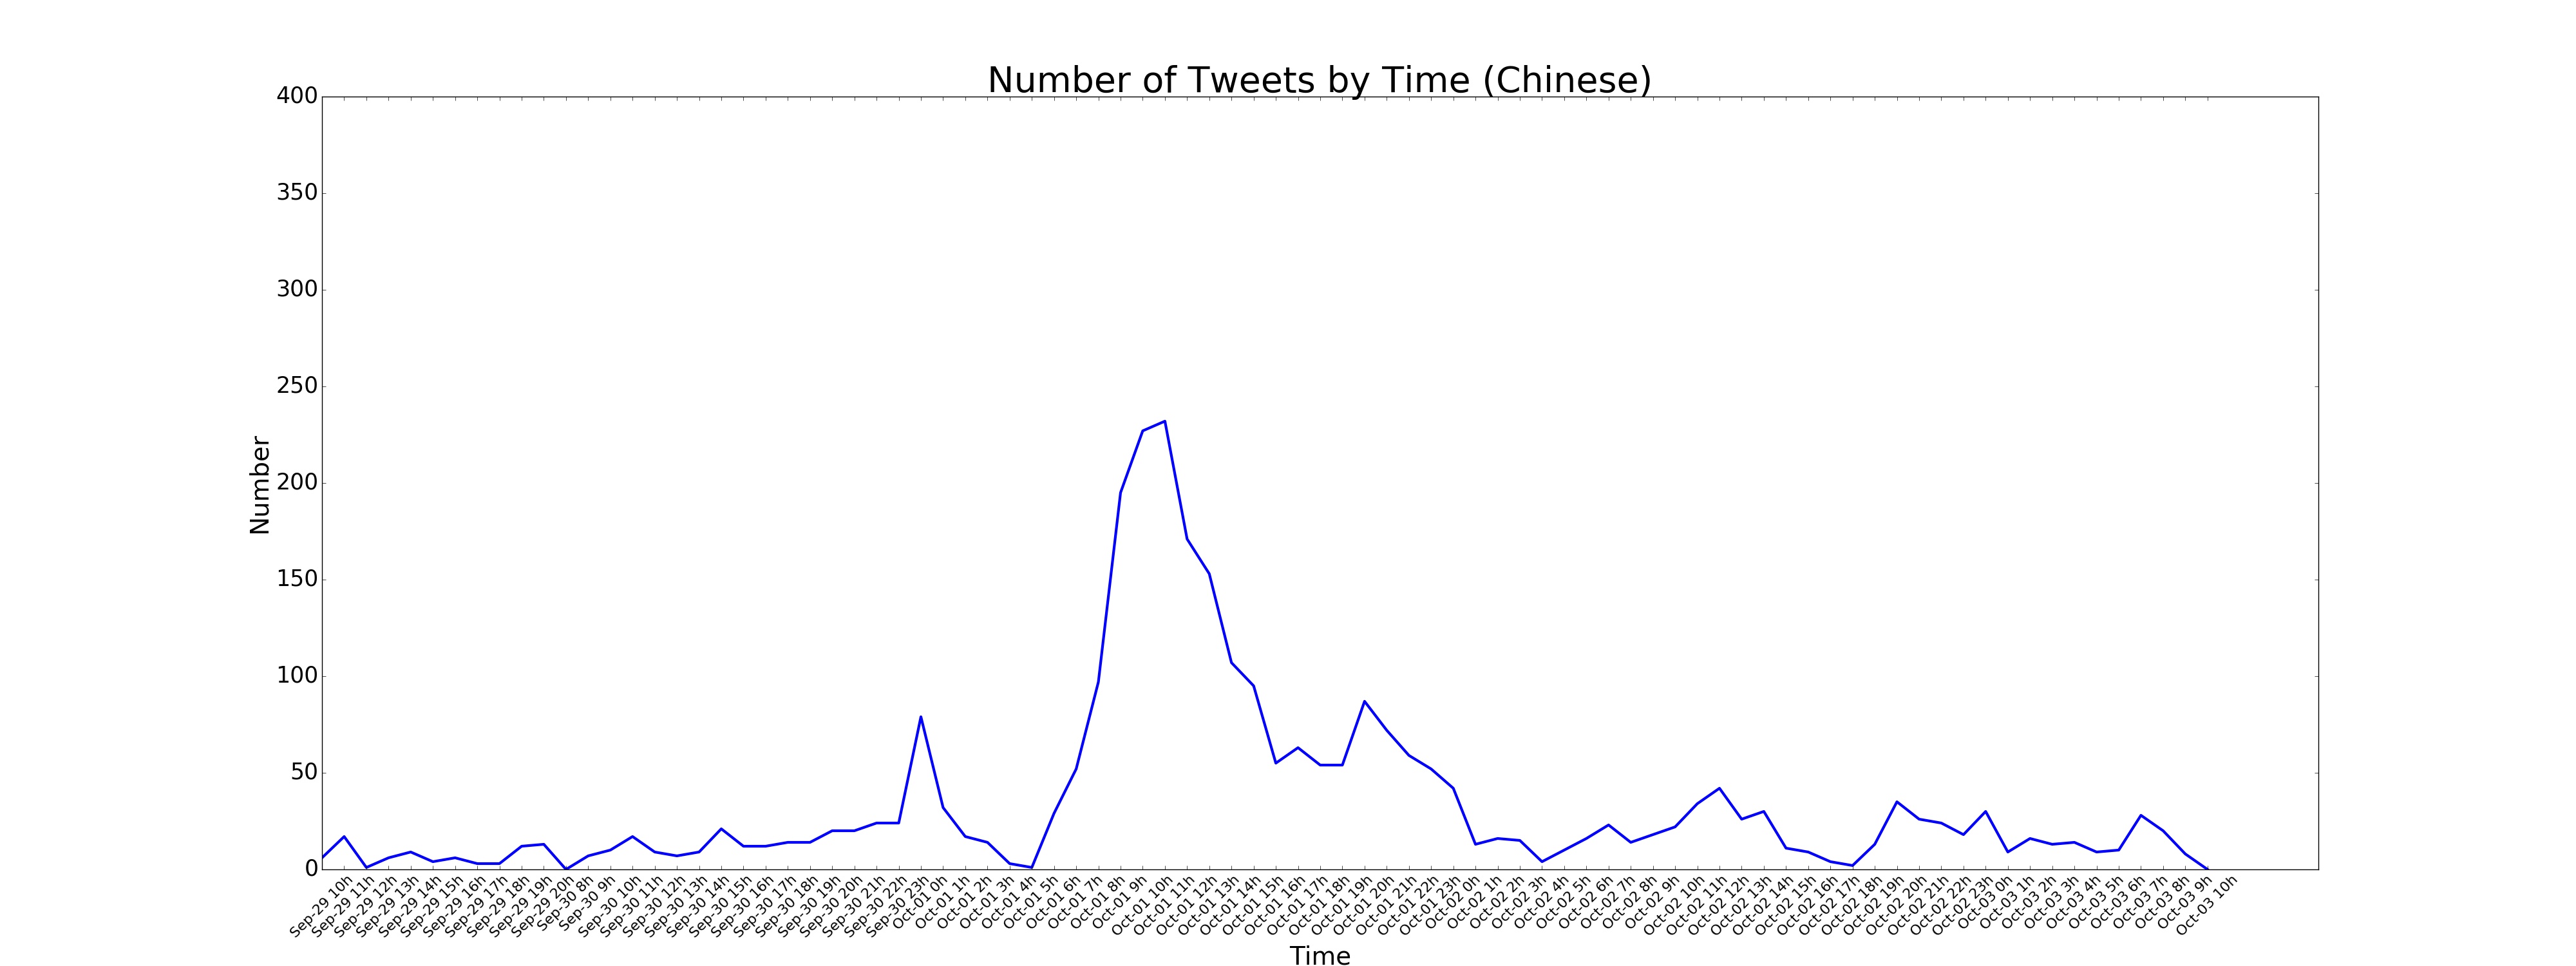 Number of Tweets by Time (Chinese)
400
350
300
250
200
150
100
50
0
Number
Sep-29 10h
Sep-29 11h
Sep-29 12h
Sep-29 13h
Sep-29 14h
Sep-29 15h
Sep-29 16h
Sep-29 17h
Sep-29 18h
Sep-29 19h
Sep-29 20h
Sep-30 8h
Sep-30 9h
Sep-30 10h
Sep-30 11h
Sep-30 12h
Sep-30 13h
Sep-30 14h
Sep-30 15h
Sep-30 16h
Sep-30 17h
Sep-30 18h
Sep-30 19h
Sep-30 20h
Sep-30 21h
Sep-30 22h
Sep-30 23h
Oct-01 0h
Oct-01 1h
Oct-01 2h
Oct-01 3h
Oct-01 4h
Oct-01 5h
Oct-01 6h
Oct-01 7h
Oct-01 8h
Oct-01 9h
Oct-01 10h
Oct-01 11h
Oct-01 12h
Oct-01 13h
Oct-01 14h
Oct-01 15h
Oct-01 16h
Oct-01 17h
Oct-01 18h
Oct-01 19h
Oct-01 20h
Oct-01 21h
Oct-01 22h
Oct-01 23h
Oct-02 0h
Oct-02 1h
Oct-02 2h
Oct-02 3h
Oct-02 4h
Oct-02 5h
Oct-02 6h
Oct-02 7h
Oct-02 8h
Oct-02 9h
Oct-02 10h
Oct-02 11h
Oct-02 12h
Oct-02 13h
Oct-02 14h
Oct-02 15h
Oct-02 16h
Oct-02 17h
Oct-02 18h
Oct-02 19h
Oct-02 20h
Oct-02 21h
Oct-02 22h
Oct-02 23h
Oct-03 0h
Oct-03 1h
Oct-03 2h
Oct-03 3h
Oct-03 4h
Oct-03 5h
Oct-03 6h
Oct-03 7h
Oct-03 8h
Oct-03 9h
Oct-03 10h
Time